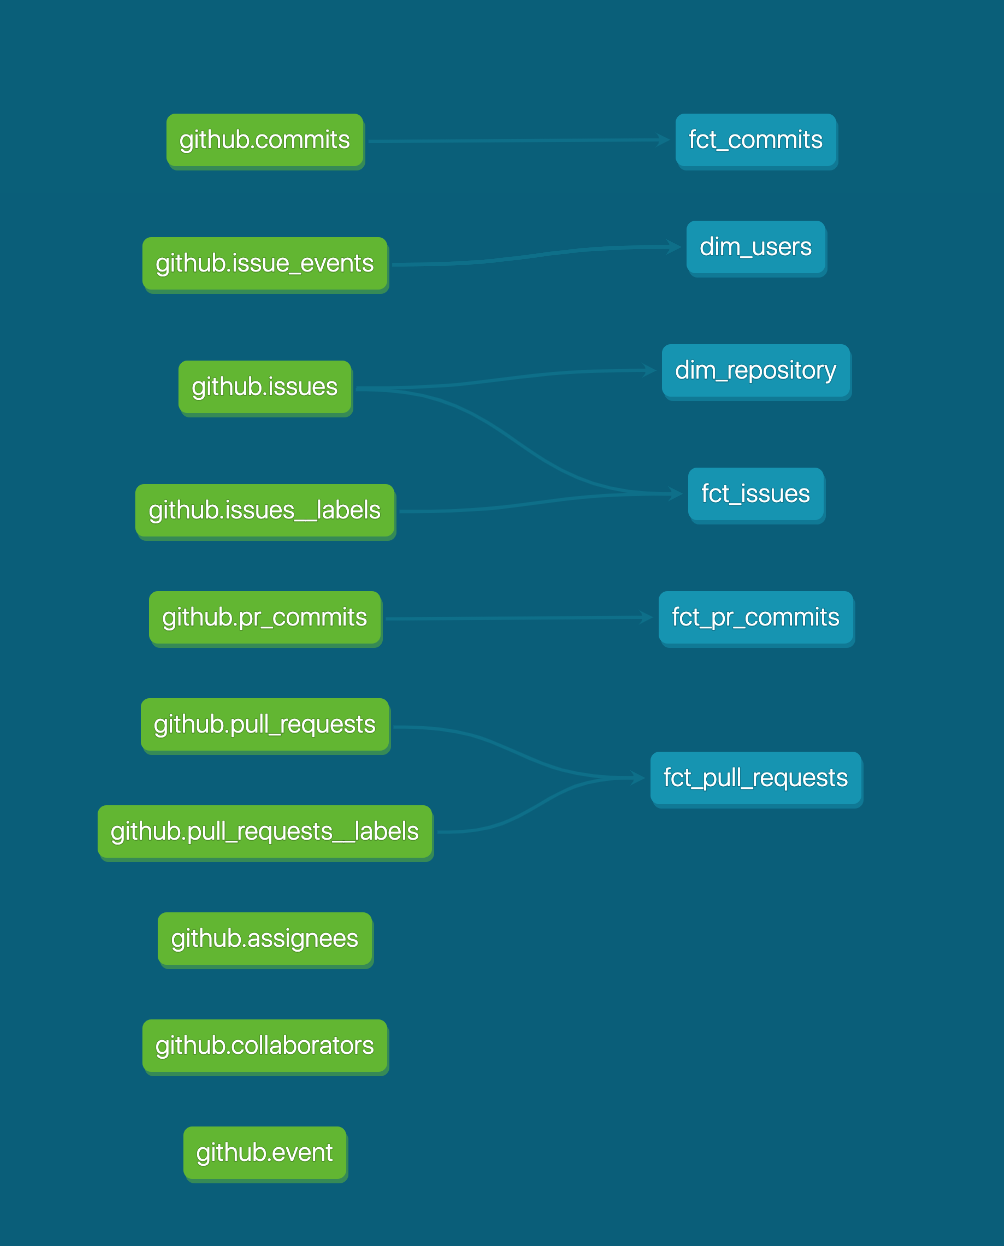 github.commits
fct_commits
github.issue_events
dim_users
github.issues
dim_repository
github.issues__labels
fct_issues
github.pr_commits
fct_pr_commits
github.pull_requests
fct_pull_requests
github.pull_requests__labels
github.assignees
github.collaborators
github.event